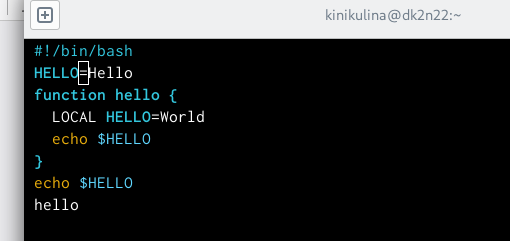 kinikulina@dk2n22:~
#!/bin/bash
HELLO=Hello
function hello {
  LOCAL HELLO=World
  echo $HELLO
}
echo $HELLO
hello